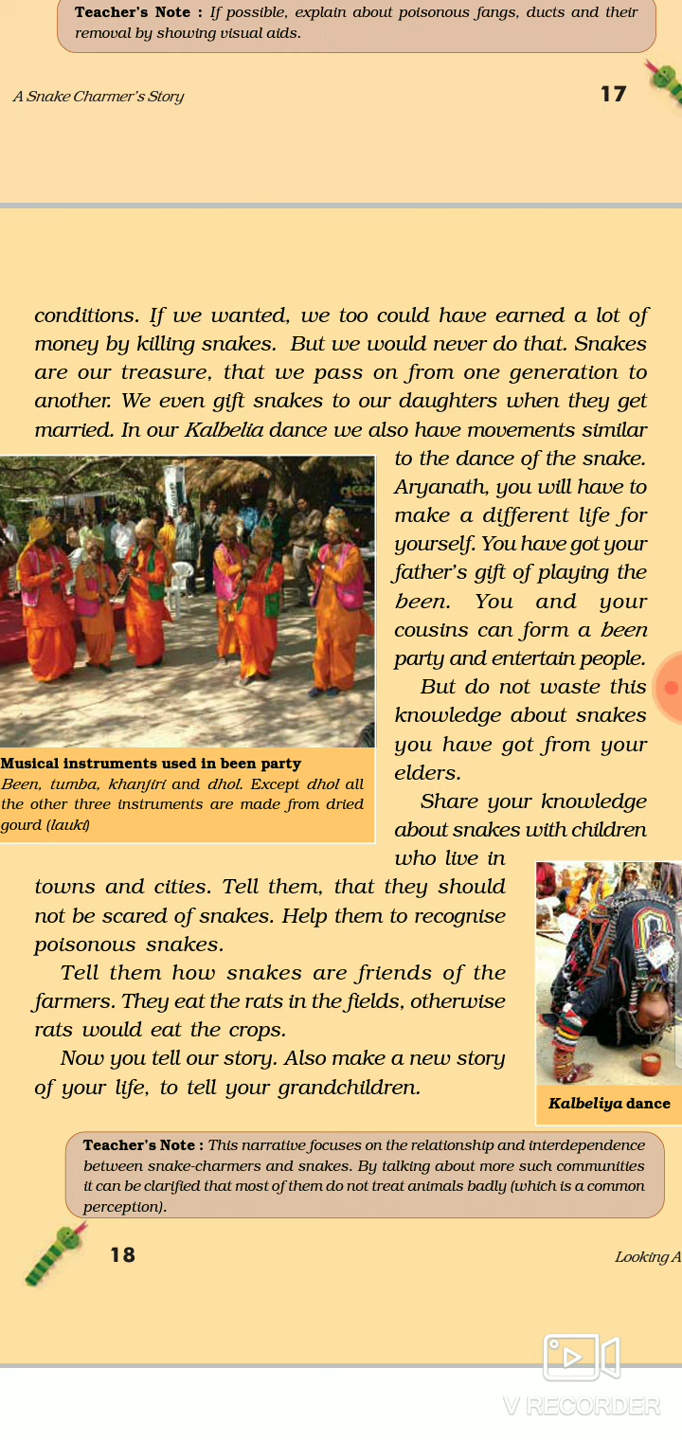 Teacher's Note : If possible, explain about poisonous fangs, ducts and their
removal by showing visual aids.
A Snake Charmer's Story
17
conditions. If we wanted, we too could have earned a lot of
money by killing snakes. But we would never do that. Snakes
are our treasure, that we pass on from one generation to
another. We even gift snakes to our daughters when they get
married. In our Kalbelia dance we also have movements similar
to the dance of the snake.
Aryanath, you will have to
make a different life for
yourself. You have got your
father's gift of playing the
been. You and your
cousins can form a been
party and entertain people.
But do not waste this
knowledge about snakes
you have got from your
elders.
Share your knowledge
about snakes with children
who live in
Musical instruments used in been party
Been, tumba, khanjiri and dhol. Except dhol all
the other three instruments are made from dried
gourd (lauki)
towns and cities. Tell them, that they should
not be scared of snakes. Help them to recognise
poisonous snakes.
Tell them how snakes are friends of the
farmers. They eat the rats in the fields, otherwise
rats would eat the crops.
Now you tell our story. Also make a new story
of your life, to tell your grandchildren.
Kalbeliya dance
Teacher's Note : This narrative focuses on the relationship and interdependence
between snake-charmers and snakes. By talking about more such communities
it can be clarified that most of them do not treat animals badly (which is a common
perception).
18
Looking A
V RECORDER